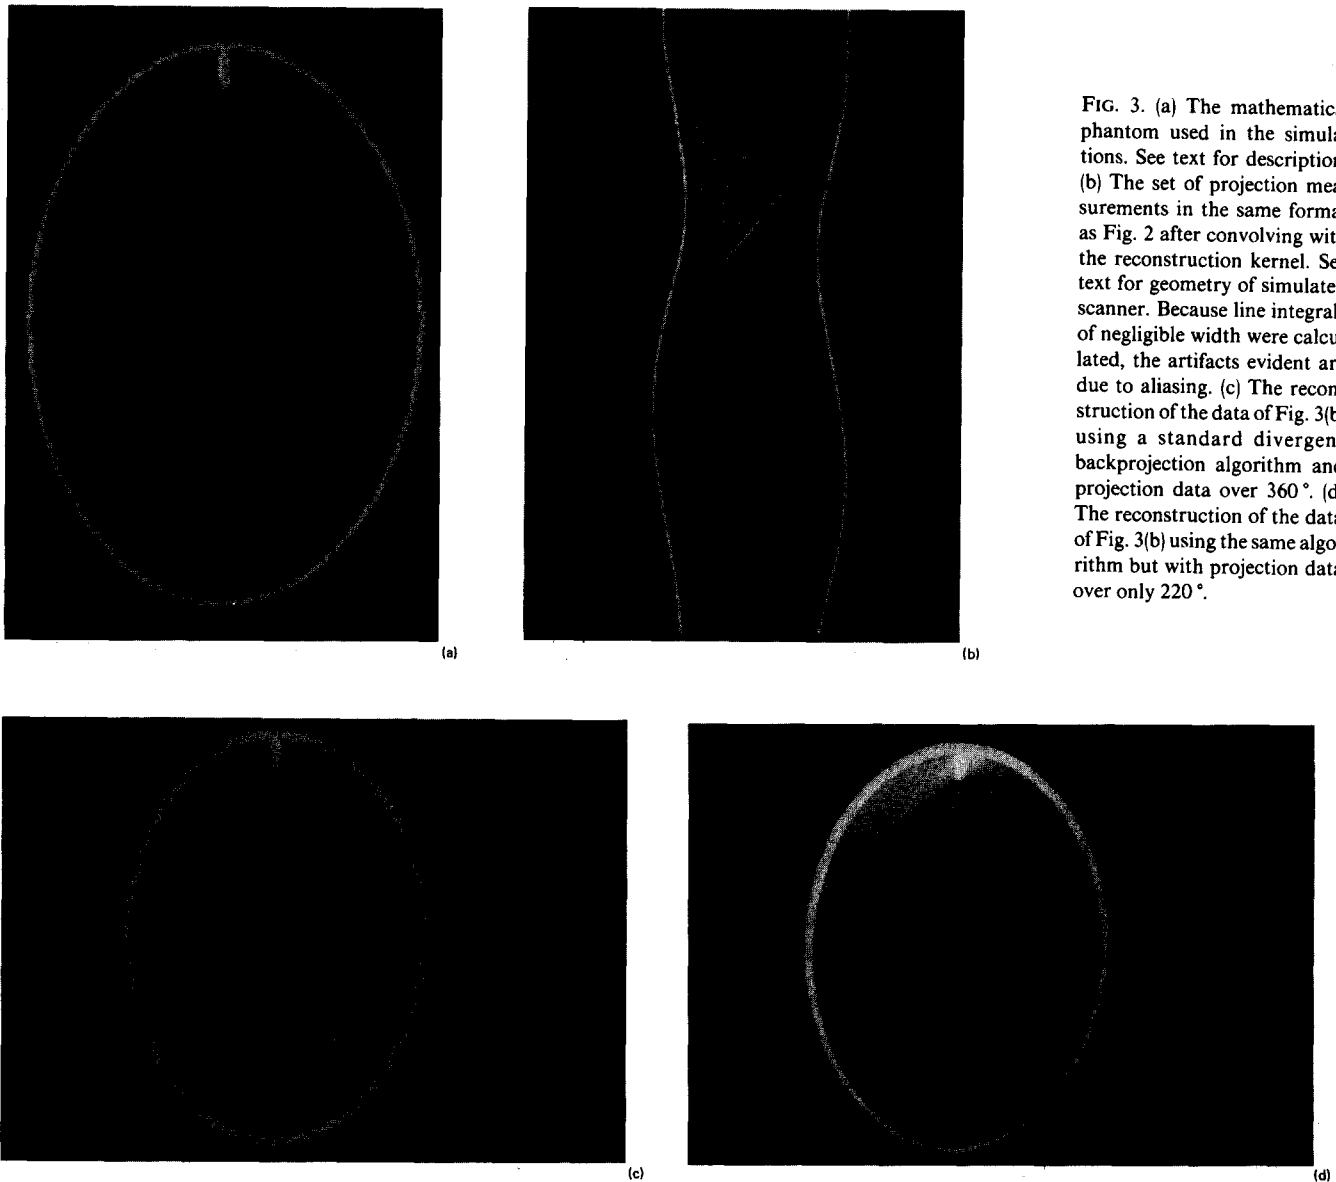 FIG. 3. (a) The mathematic
phantom used in the simula
tions. See text for description
(b) The set of projection mea
surements in the same forma
as Fig. 2 after convolving wit
the reconstruction kernel. Se
text for geometry of simulate
scanner. Because line integral
of negligible width were calcu
lated, the artifacts evident ar
due to aliasing. (c) The recon
struction of the data of Fig. 3(b
using a standard divergen
backprojection algorithm and
projection data over 360°. (d
The reconstruction of the data
of Fig. 3(b) using the same algo
rithm but with projection data
over only 220°.
(a)
(b)
(c)
(d)